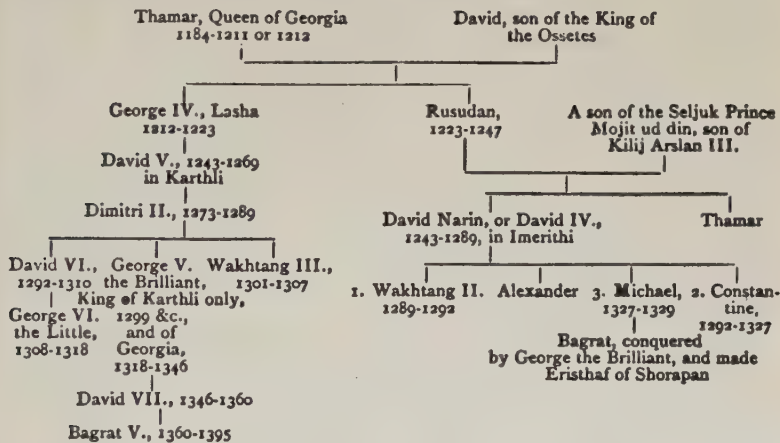 Thamar, Queen of Georgia
1184-1211 or 1212
David, son of the King of
the Ossetes
George IV., Lasha
1212-1223
Rusudan,
1223-1247
A son of the Seljuk Prince
Mojit ud din, son of
Kilij Arslan III.
David V., 1243-1269
in Karthli
Dimitri II., 1273-1289
David Narin, or David IV.,
1243-1289, in Imerithi
Thamar
David VI.,
1292-1310
George VI.
the Little,
1308-1318
George V.
the Brilliant,
King of Karthli only,
1299 &c.,
and of
Georgia,
1318-1346
Wakhtang III.,
1301-1307
1. Wakhtang II.
1289-1292
Alexander
3. Michael,
1327-1329
2. Constan-
tine,
1292-1327
Bagrat, conquered
by George the Brilliant, and made
Eristhaf of Shorapan
David VII., 1346-1360
Bagrat V., 1360-1395